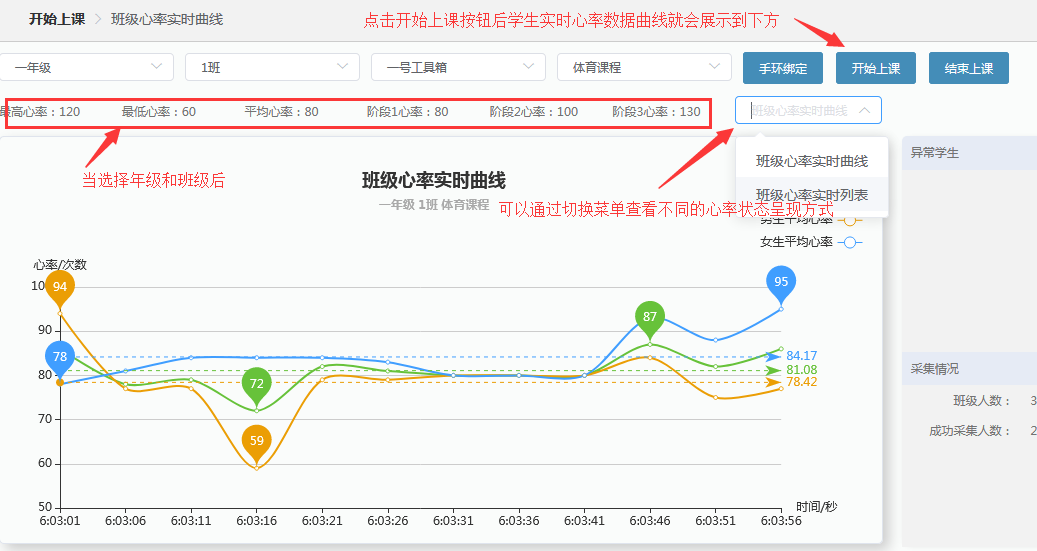 开始上课 班级心率实时曲线
点击开始上课按钮后学生实时心率数据曲线就会展示到下方
一年级 1班 一号工具箱 体育课程 手环绑定 开始上课 结束上课
最高心率：120 最低心率：60 平均心率：80 阶段1心率：80 阶段2心率：100 阶段3心率：130 班级心率实时曲线
班级心率实时曲线
班级心率实时列表
异常学生
当选择年级和班级后
班级心率实时曲线
一年级 1班 体育课程
可以通过切换菜单查看不同的心率状态呈现方式
男生平均心率
女生平均心率
心率/次数
94
95
87
78
72
59
84.17
81.08
78.42
90
80
70
60
50
时间/秒
6:03:01 6:03:06 6:03:11 6:03:16 6:03:21 6:03:26 6:03:31 6:03:36 6:03:41 6:03:46 6:03:51 6:03:56
采集情况
班级人数： 3
成功采集人数： 2